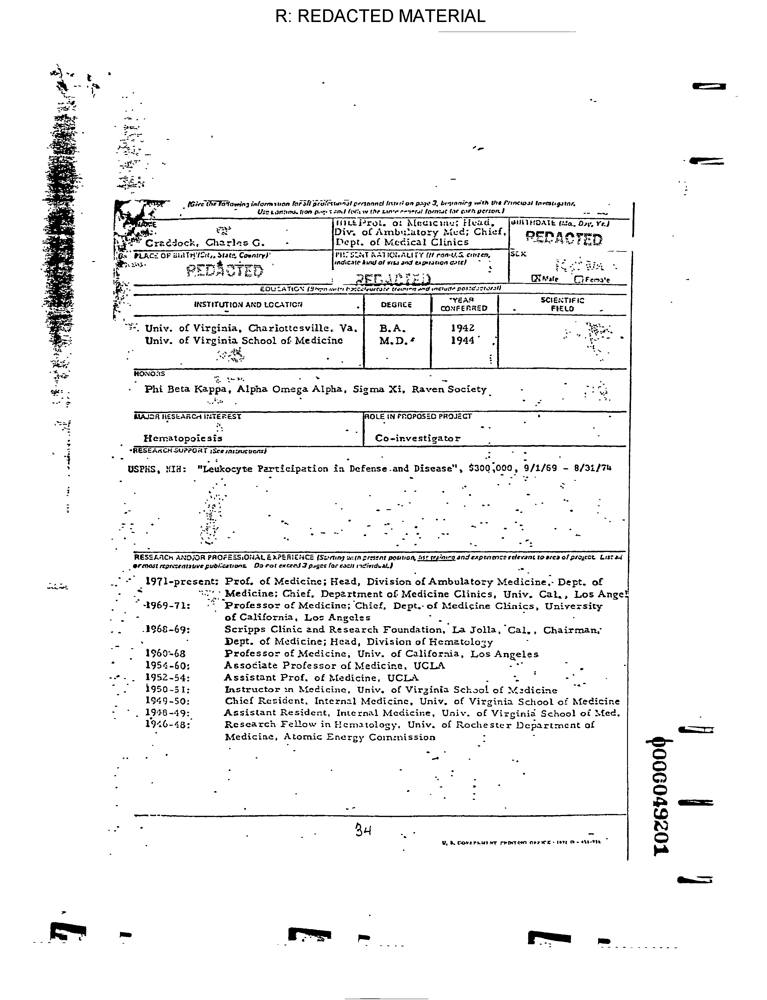 R: REDACTED MATERIAL
(Give the following information for all professional personnel listed on page 3, beginning with the Principal Investigator.
Use continuation pages and follow the same general format for each person.)
Craddock, Charles G.
TITLE Prof. of Medicine; Head,
Div. of Ambulatory Med; Chief,
Dept. of Medical Clinics
BIRTHDATE (Mo., Day, Yr.)
REDACTED
PLACE OF BIRTH (City, State, Country)
REDACTED
PRESENT NATIONALITY (If non-U.S. citizen,
indicate kind of visa and expiration date)
REDACTED
SEX
Male Female
EDUCATION (Begin with baccalaureate training and include postdoctoral)
INSTITUTION AND LOCATION DEGREE YEAR CONFERRED SCIENTIFIC FIELD
Univ. of Virginia, Charlottesville, Va. B.A. 1942
Univ. of Virginia School of Medicine M.D. 1944
HONORS
Phi Beta Kappa, Alpha Omega Alpha, Sigma Xi, Raven Society
MAJOR RESEARCH INTEREST
Hematopoiesis
ROLE IN PROPOSED PROJECT
Co-investigator
RESEARCH SUPPORT (See instructions)
USPHS, NIH: "Leukocyte Participation in Defense and Disease", $300,000, 9/1/69 - 8/31/74
RESEARCH AND/OR PROFESSIONAL EXPERIENCE (Starting with present position, list training and experience relevant to area of project. List all
or most representative publications. Do not exceed 3 pages for each individual.)
1971-present: Prof. of Medicine; Head, Division of Ambulatory Medicine, Dept. of
Medicine; Chief, Department of Medicine Clinics, Univ. Cal., Los Angel
1969-71: Professor of Medicine; Chief, Dept. of Medicine Clinics, University
of California, Los Angeles
1968-69: Scripps Clinic and Research Foundation, La Jolla, Cal., Chairman,
Dept. of Medicine; Head, Division of Hematology
1960-68 Professor of Medicine, Univ. of California, Los Angeles
1954-60: Associate Professor of Medicine, UCLA
1952-54: Assistant Prof. of Medicine, UCLA
1950-51: Instructor in Medicine, Univ. of Virginia School of Medicine
1949-50: Chief Resident, Internal Medicine, Univ. of Virginia School of Medicine
1948-49: Assistant Resident, Internal Medicine, Univ. of Virginia School of Med.
1946-48: Research Fellow in Hematology, Univ. of Rochester Department of
Medicine, Atomic Energy Commission
34
U. S. GOVERNMENT PRINTING OFFICE